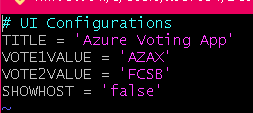 # UI Configurations
TITLE = 'Azure Voting App'
VOTE1VALUE = 'AZAX'
VOTE2VALUE = 'FCSB'
SHOWHOST = 'false'
~